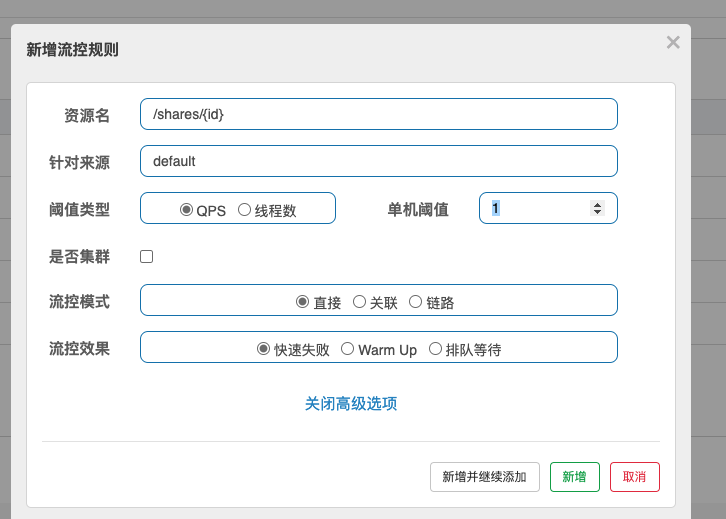 新增流控规则
×
资源名 /shares/{id}
针对来源 default
阈值类型 QPS 线程数 单机阈值 1
是否集群
流控模式 直接 关联 链路
流控效果 快速失败 Warm Up 排队等待
关闭高级选项
新增并继续添加 新增 取消